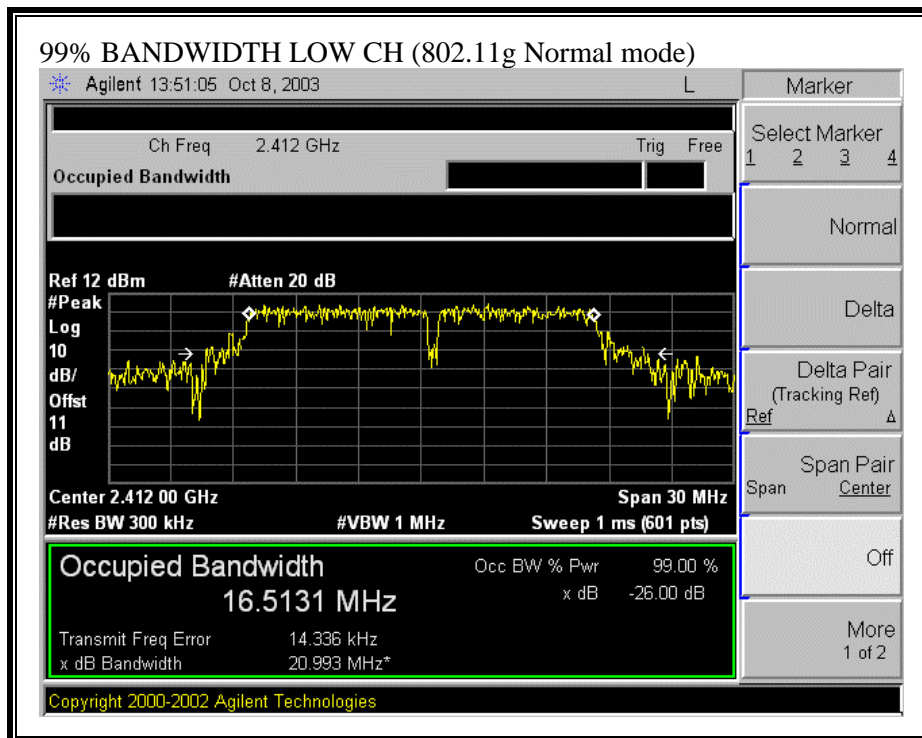 99% BANDWIDTH LOW CH (802.11g Normal mode)
Agilent 13:51:05 Oct 8, 2003 L
Ch Freq 2.412 GHz Trig Free
Occupied Bandwidth
Ref 12 dBm #Atten 20 dB
#Peak
Log
10
dB/
Offst
11
dB
Center 2.412 00 GHz Span 30 MHz
#Res BW 300 kHz #VBW 1 MHz Sweep 1 ms (601 pts)
Occupied Bandwidth Occ BW % Pwr 99.00 %
16.5131 MHz x dB -26.00 dB
Transmit Freq Error 14.336 kHz
x dB Bandwidth 20.993 MHz*
Copyright 2000-2002 Agilent Technologies
Marker
Select Marker
1 2 3 4
Normal
Delta
Delta Pair
(Tracking Ref)
Ref Δ
Span Pair
Span Center
Off
More
1 of 2